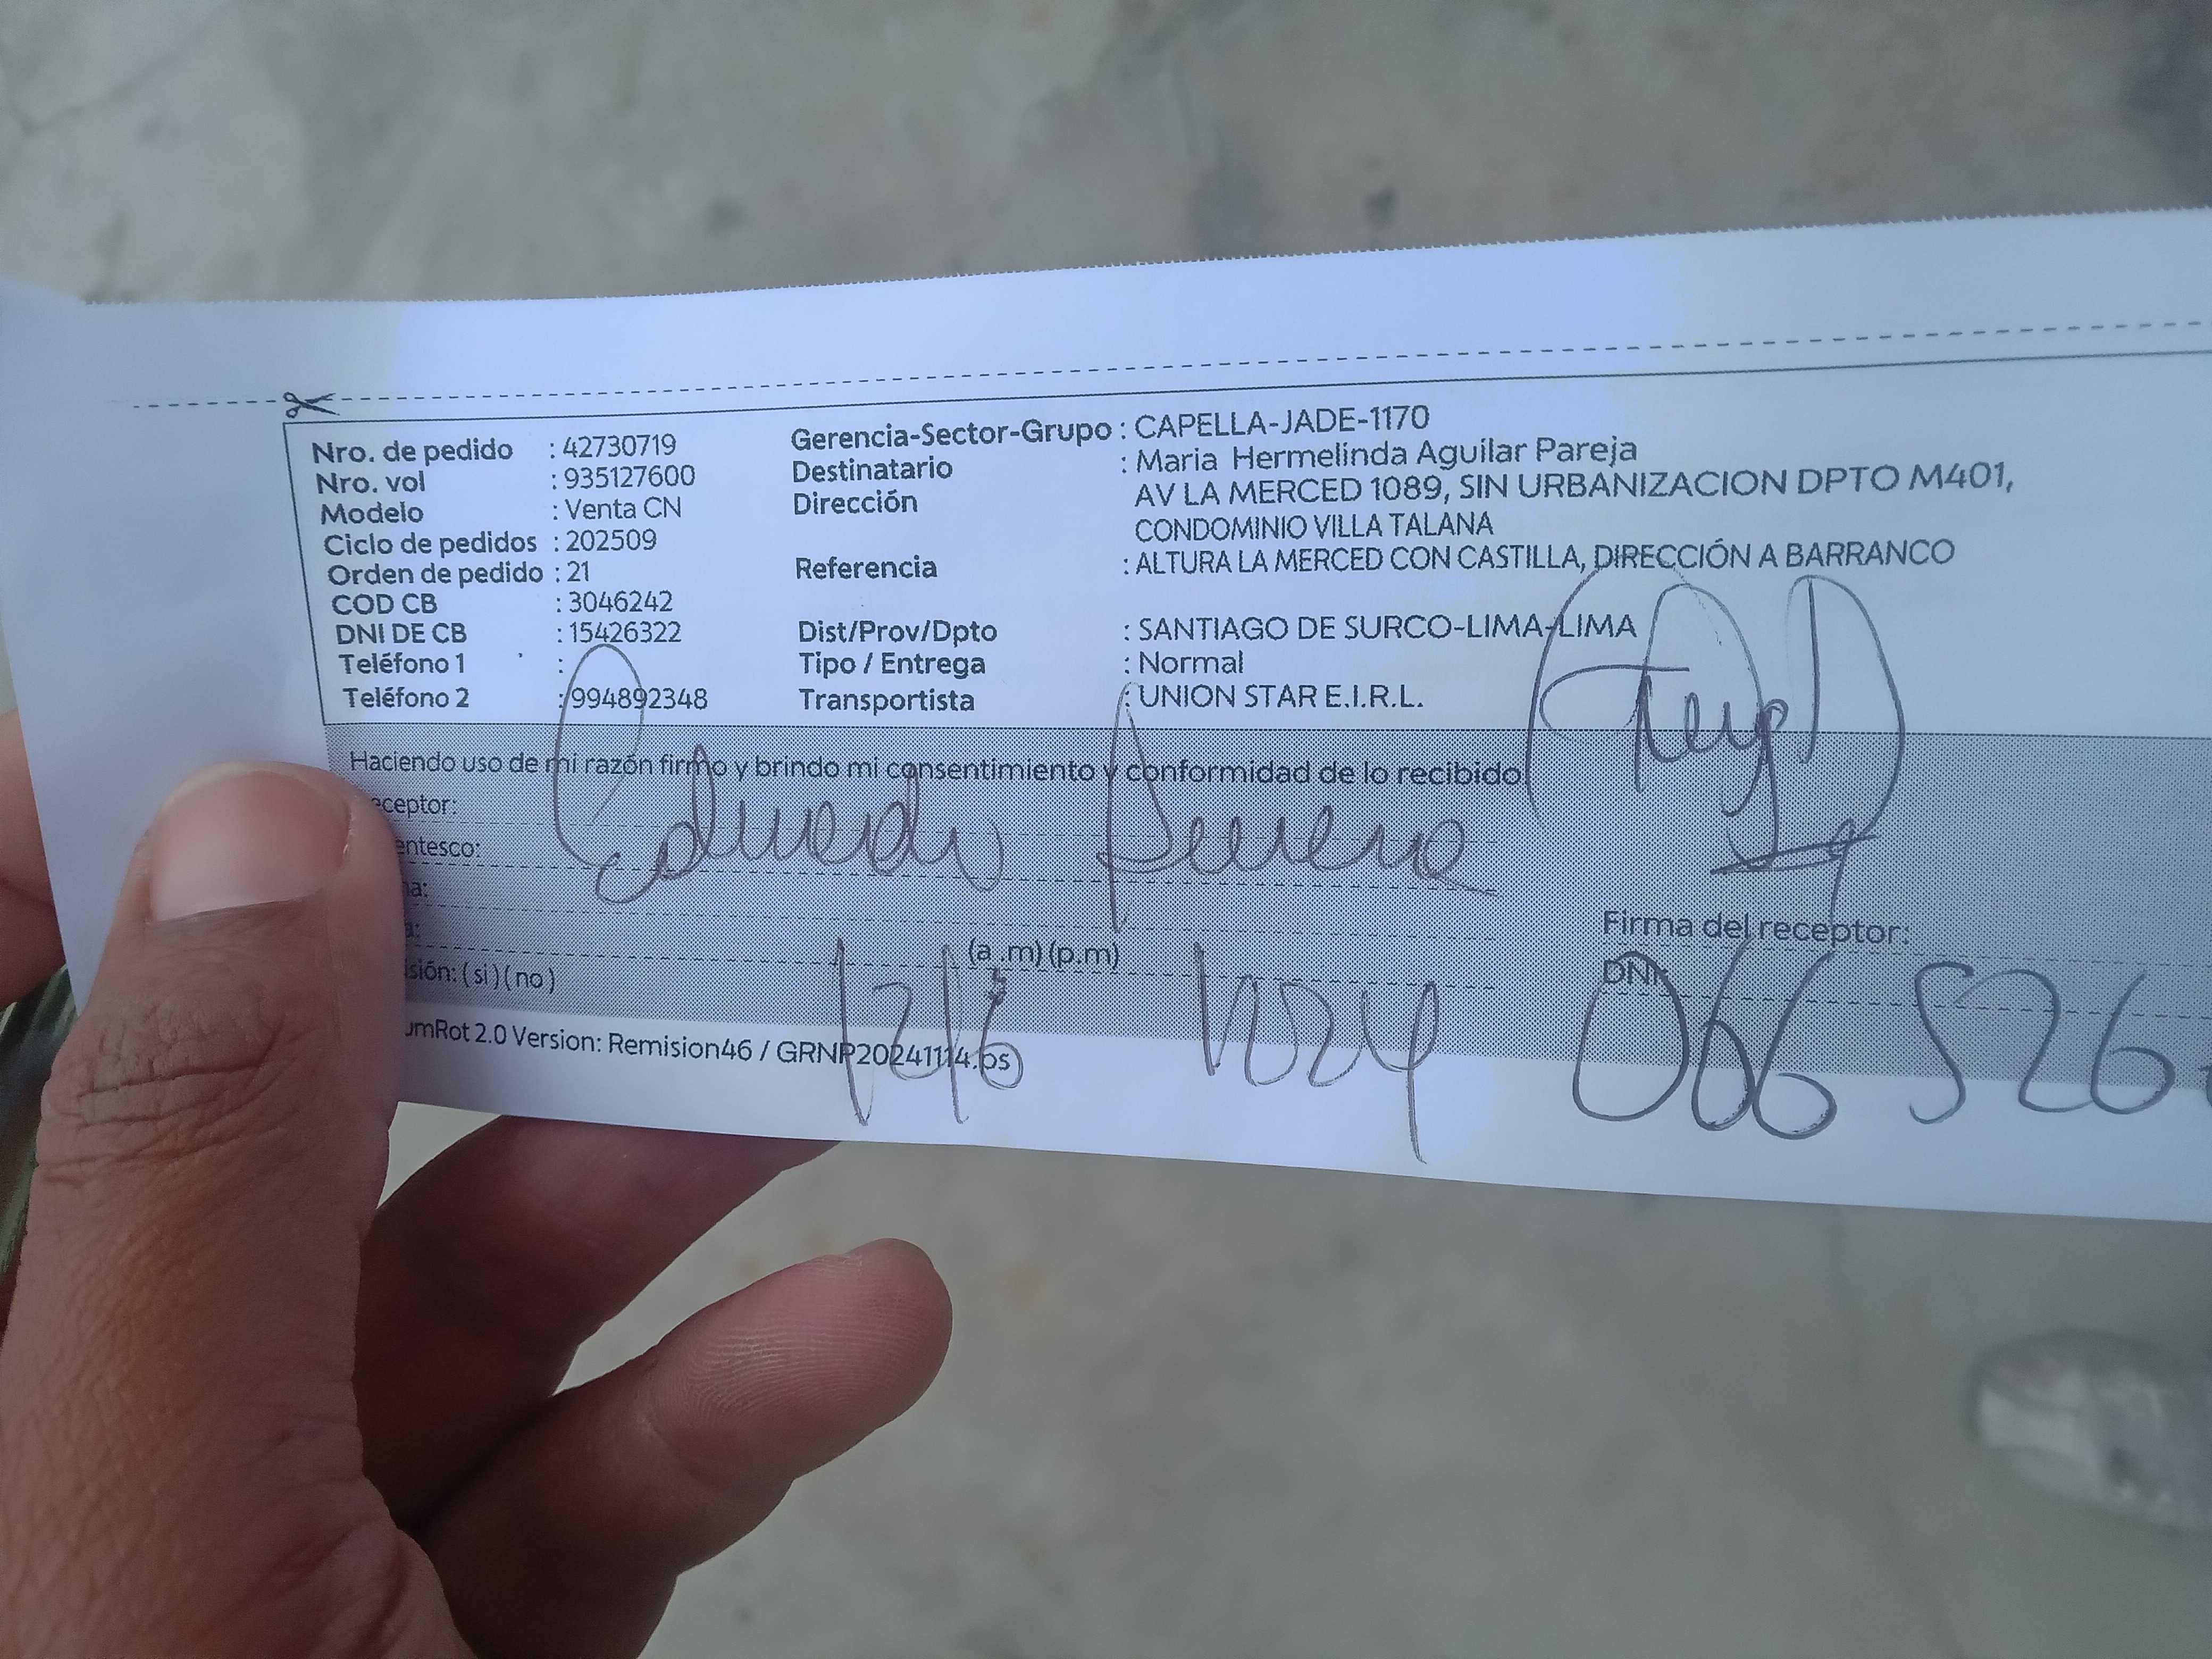 Nro. de pedido : 42730719
Nro. vol : 935127600
Modelo : Venta CN
Ciclo de pedidos : 202509
Orden de pedido : 21
COD CB : 3046242
DNI DE CB : 15426322
Teléfono 1 :
Teléfono 2 : 994892348
Gerencia-Sector-Grupo : CAPELLA-JADE-1170
Destinatario : Maria Hermelinda Aguilar Pareja
Dirección AV LA MERCED 1089, SIN URBANIZACION DPTO M401,
CONDOMINIO VILLA TALANA
Referencia : ALTURA LA MERCED CON CASTILLA, DIRECCIÓN A BARRANCO
Dist/Prov/Dpto : SANTIAGO DE SURCO-LIMA-LIMA
Tipo / Entrega : Normal
Transportista : UNION STAR E.I.R.L.
Haciendo uso de mi razón firmo y brindo mi consentimiento y conformidad de lo recibido
eceptor: Eduardo
entesco:
a:
a: (a.m) (p.m)
isión: ( si ) ( no )
Firma del receptor:
DNI: 066 526
umRot 2.0 Version: Remision46 / GRNP20241114.ps